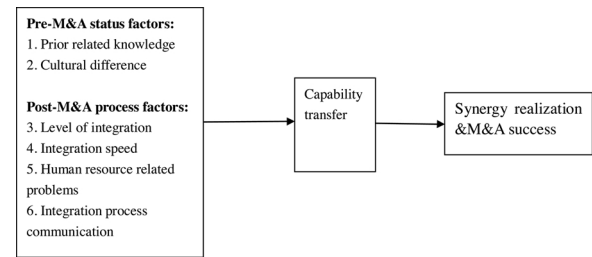 Pre-M&A status factors:
1. Prior related knowledge
2. Cultural difference
Post-M&A process factors:
3. Level of integration
4. Integration speed
5. Human resource related
problems
6. Integration process
communication
Capability
transfer
Synergy realization
&M&A success